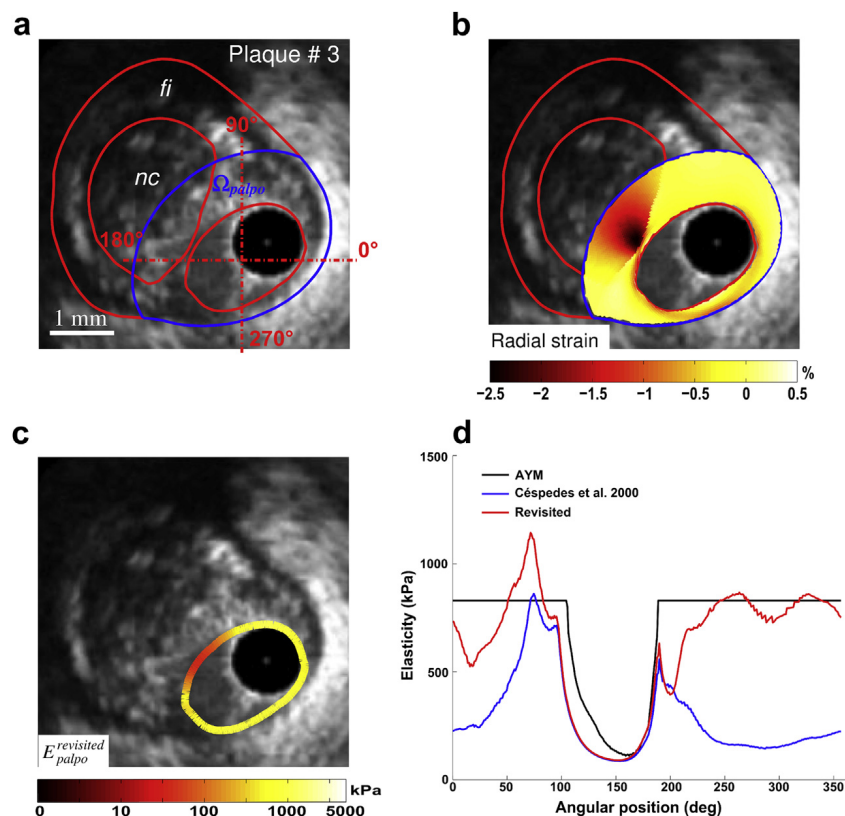 a
Plaque # 3
fi
90°
nc
Ωpalpo
180°
0°
1 mm
270°
b
Radial strain
%
−2.5 −2 −1.5 −1 −0.5 0 0.5
c
E revisited palpo
kPa
0 10 100 1000 5000
d
1500
AYM
Céspedes et al. 2000
Revisited
1000
Elasticity (kPa)
500
0
0 50 100 150 200 250 300 350
Angular position (deg)